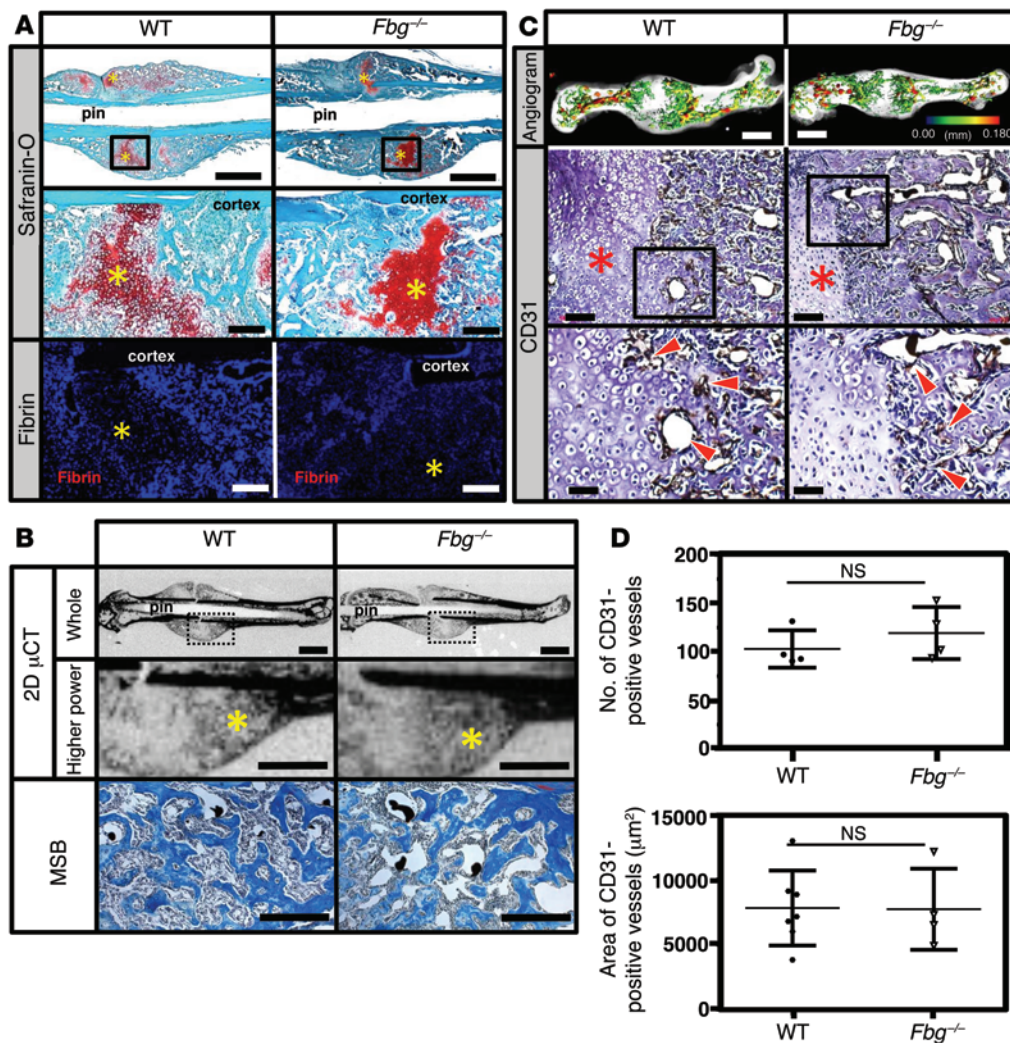 A
WT
Fbg–/–
Safranin-O
pin
pin
cortex
cortex
Fibrin
cortex
cortex
Fibrin
Fibrin
B
WT
Fbg–/–
2D μCT
Whole
pin
pin
Higher power
MSB
C
WT
Fbg–/–
Angiogram
0.00 (mm) 0.180
CD31
D
No. of CD31-
positive vessels
200
150
100
50
0
NS
WT
Fbg–/–
Area of CD31-
positive vessels (μm²)
15000
10000
5000
0
NS
WT
Fbg–/–